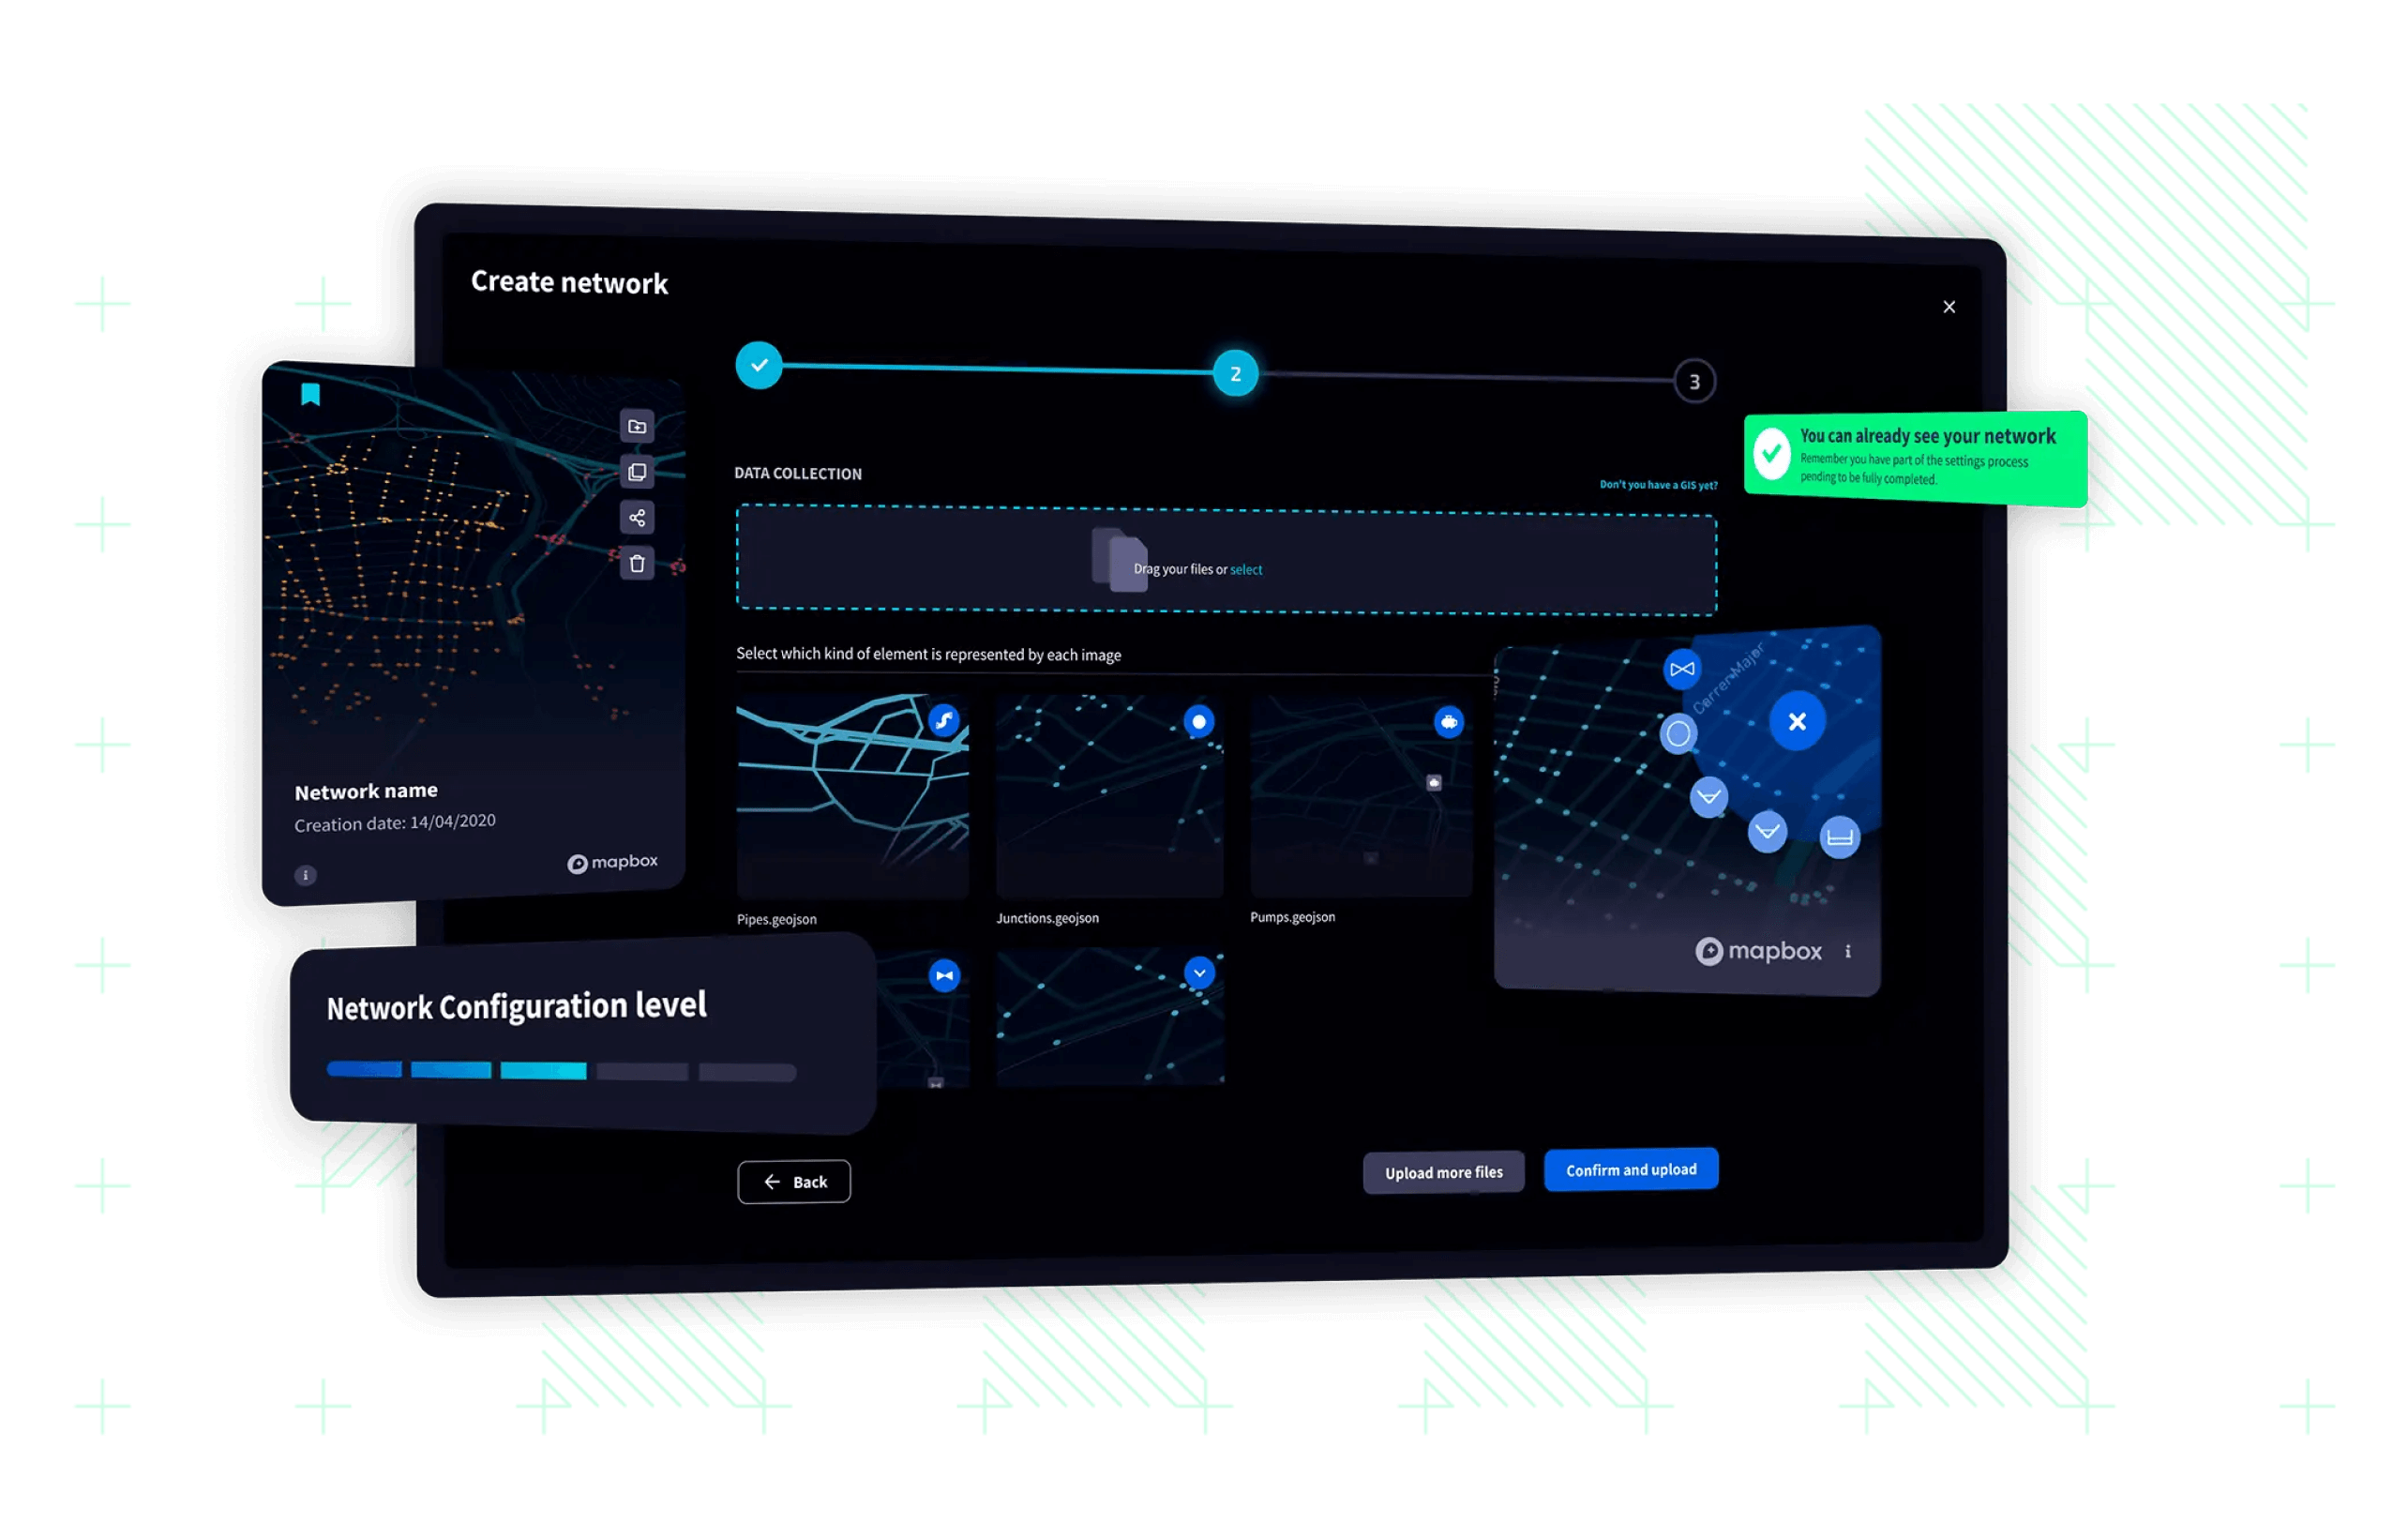 Create network
2
3
You can already see your network
Remember you have part of the settings process
pending to be fully completed.
DATA COLLECTION
Don't you have a GIS yet?
Drag your files or select
Select which kind of element is represented by each image
Carrer Major
Network name
Creation date: 14/04/2020
i
mapbox
Pipes.geojson
Junctions.geojson
Pumps.geojson
mapbox
i
Network Configuration level
Back
Upload more files
Confirm and upload